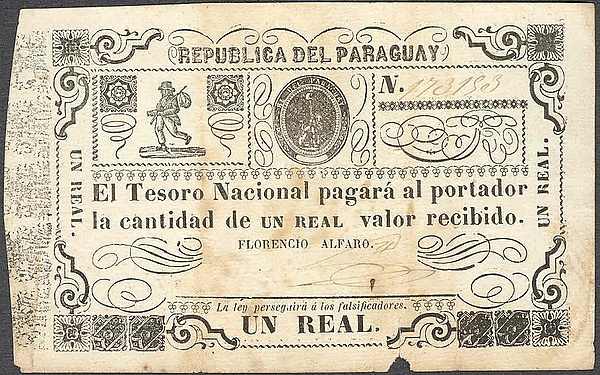 REPUBLICA DEL PARAGUAY
N. 113193
UN REAL.
El Tesoro Nacional pagará al portador
la cantidad de UN REAL valor recibido.
FLORENCIO ALFARO.
UN REAL.
La ley perseguirá á los falsificadores.
UN REAL.